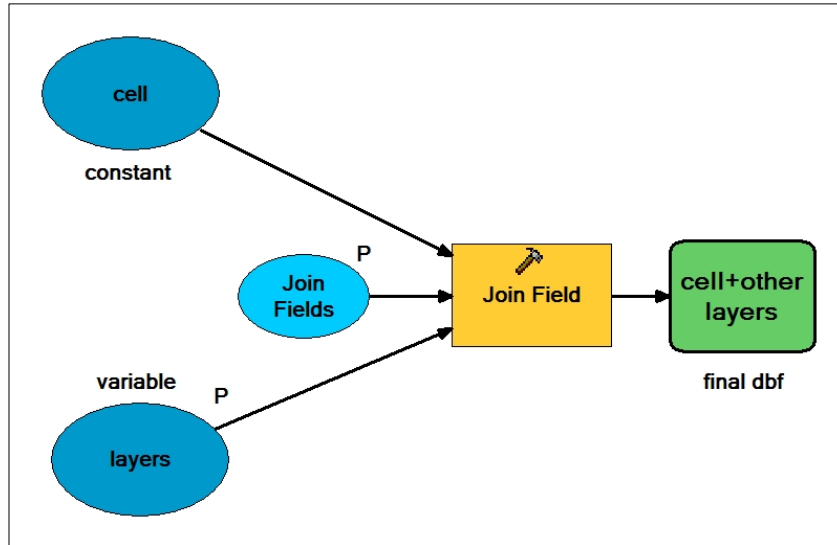 cell
constant
P
Join
Fields
Join Field
cell+other
layers
final dbf
variable
P
layers